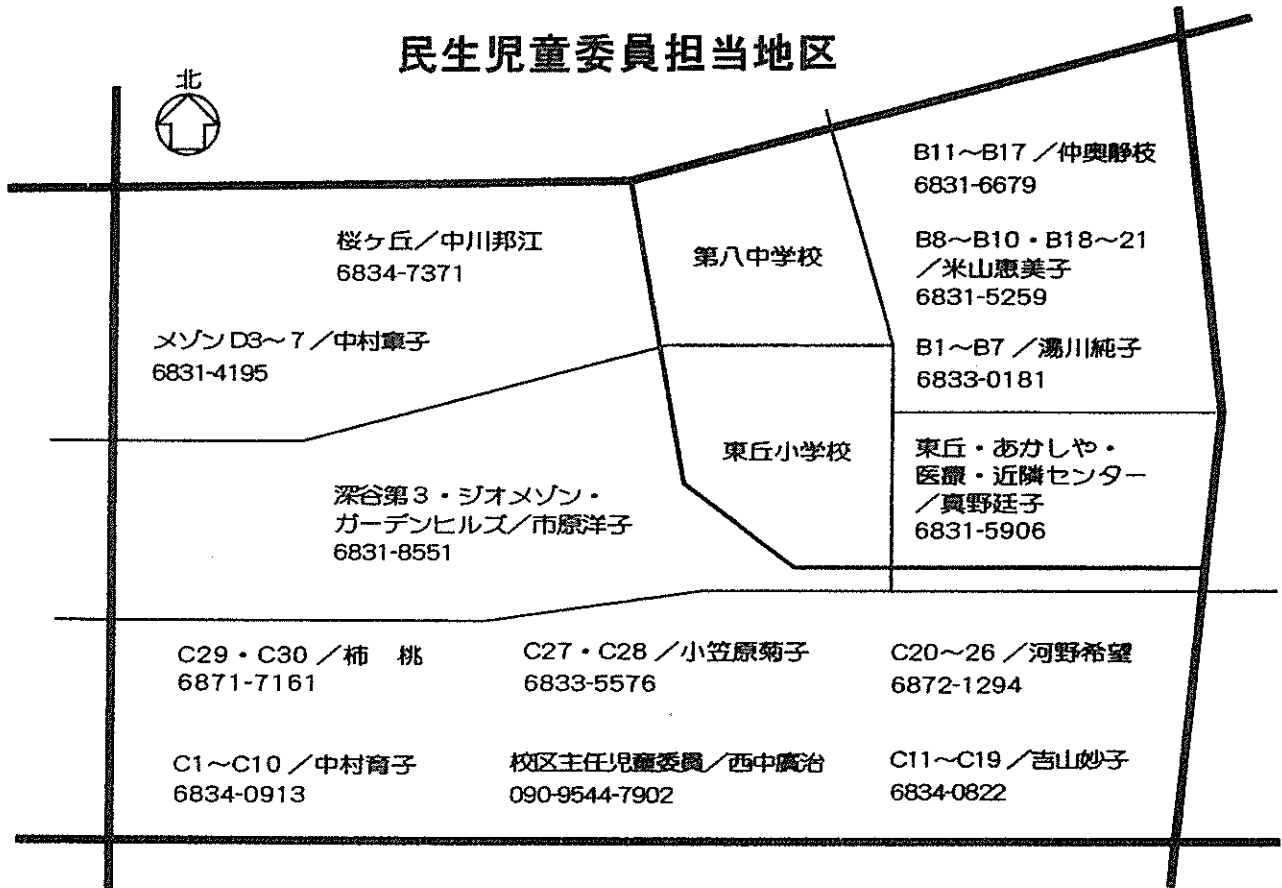 民生児童委員担当地区
北
桜ヶ丘/中川邦江
6834-7371
メゾンD3~7/中村章子
6831-4195
第八中学校
B11~B17/仲奥静枝
6831-6679
B8~B10・B18~21
/米山恵美子
6831-5259
B1~B7/湯川純子
6833-0181
東丘小学校
東丘・あかしや・
医療・近隣センター
/真野廷子
6831-5906
深谷第3・ジオメゾン・
ガーデンヒルズ/市原洋子
6831-8551
C29・C30/柿 桃
6871-7161
C27・C28/小笠原菊子
6833-5576
C20~26/河野希望
6872-1294
C1~C10/中村育子
6834-0913
校区主任児童委員/西中廣治
090-9544-7902
C11~C19/吉山妙子
6834-0822